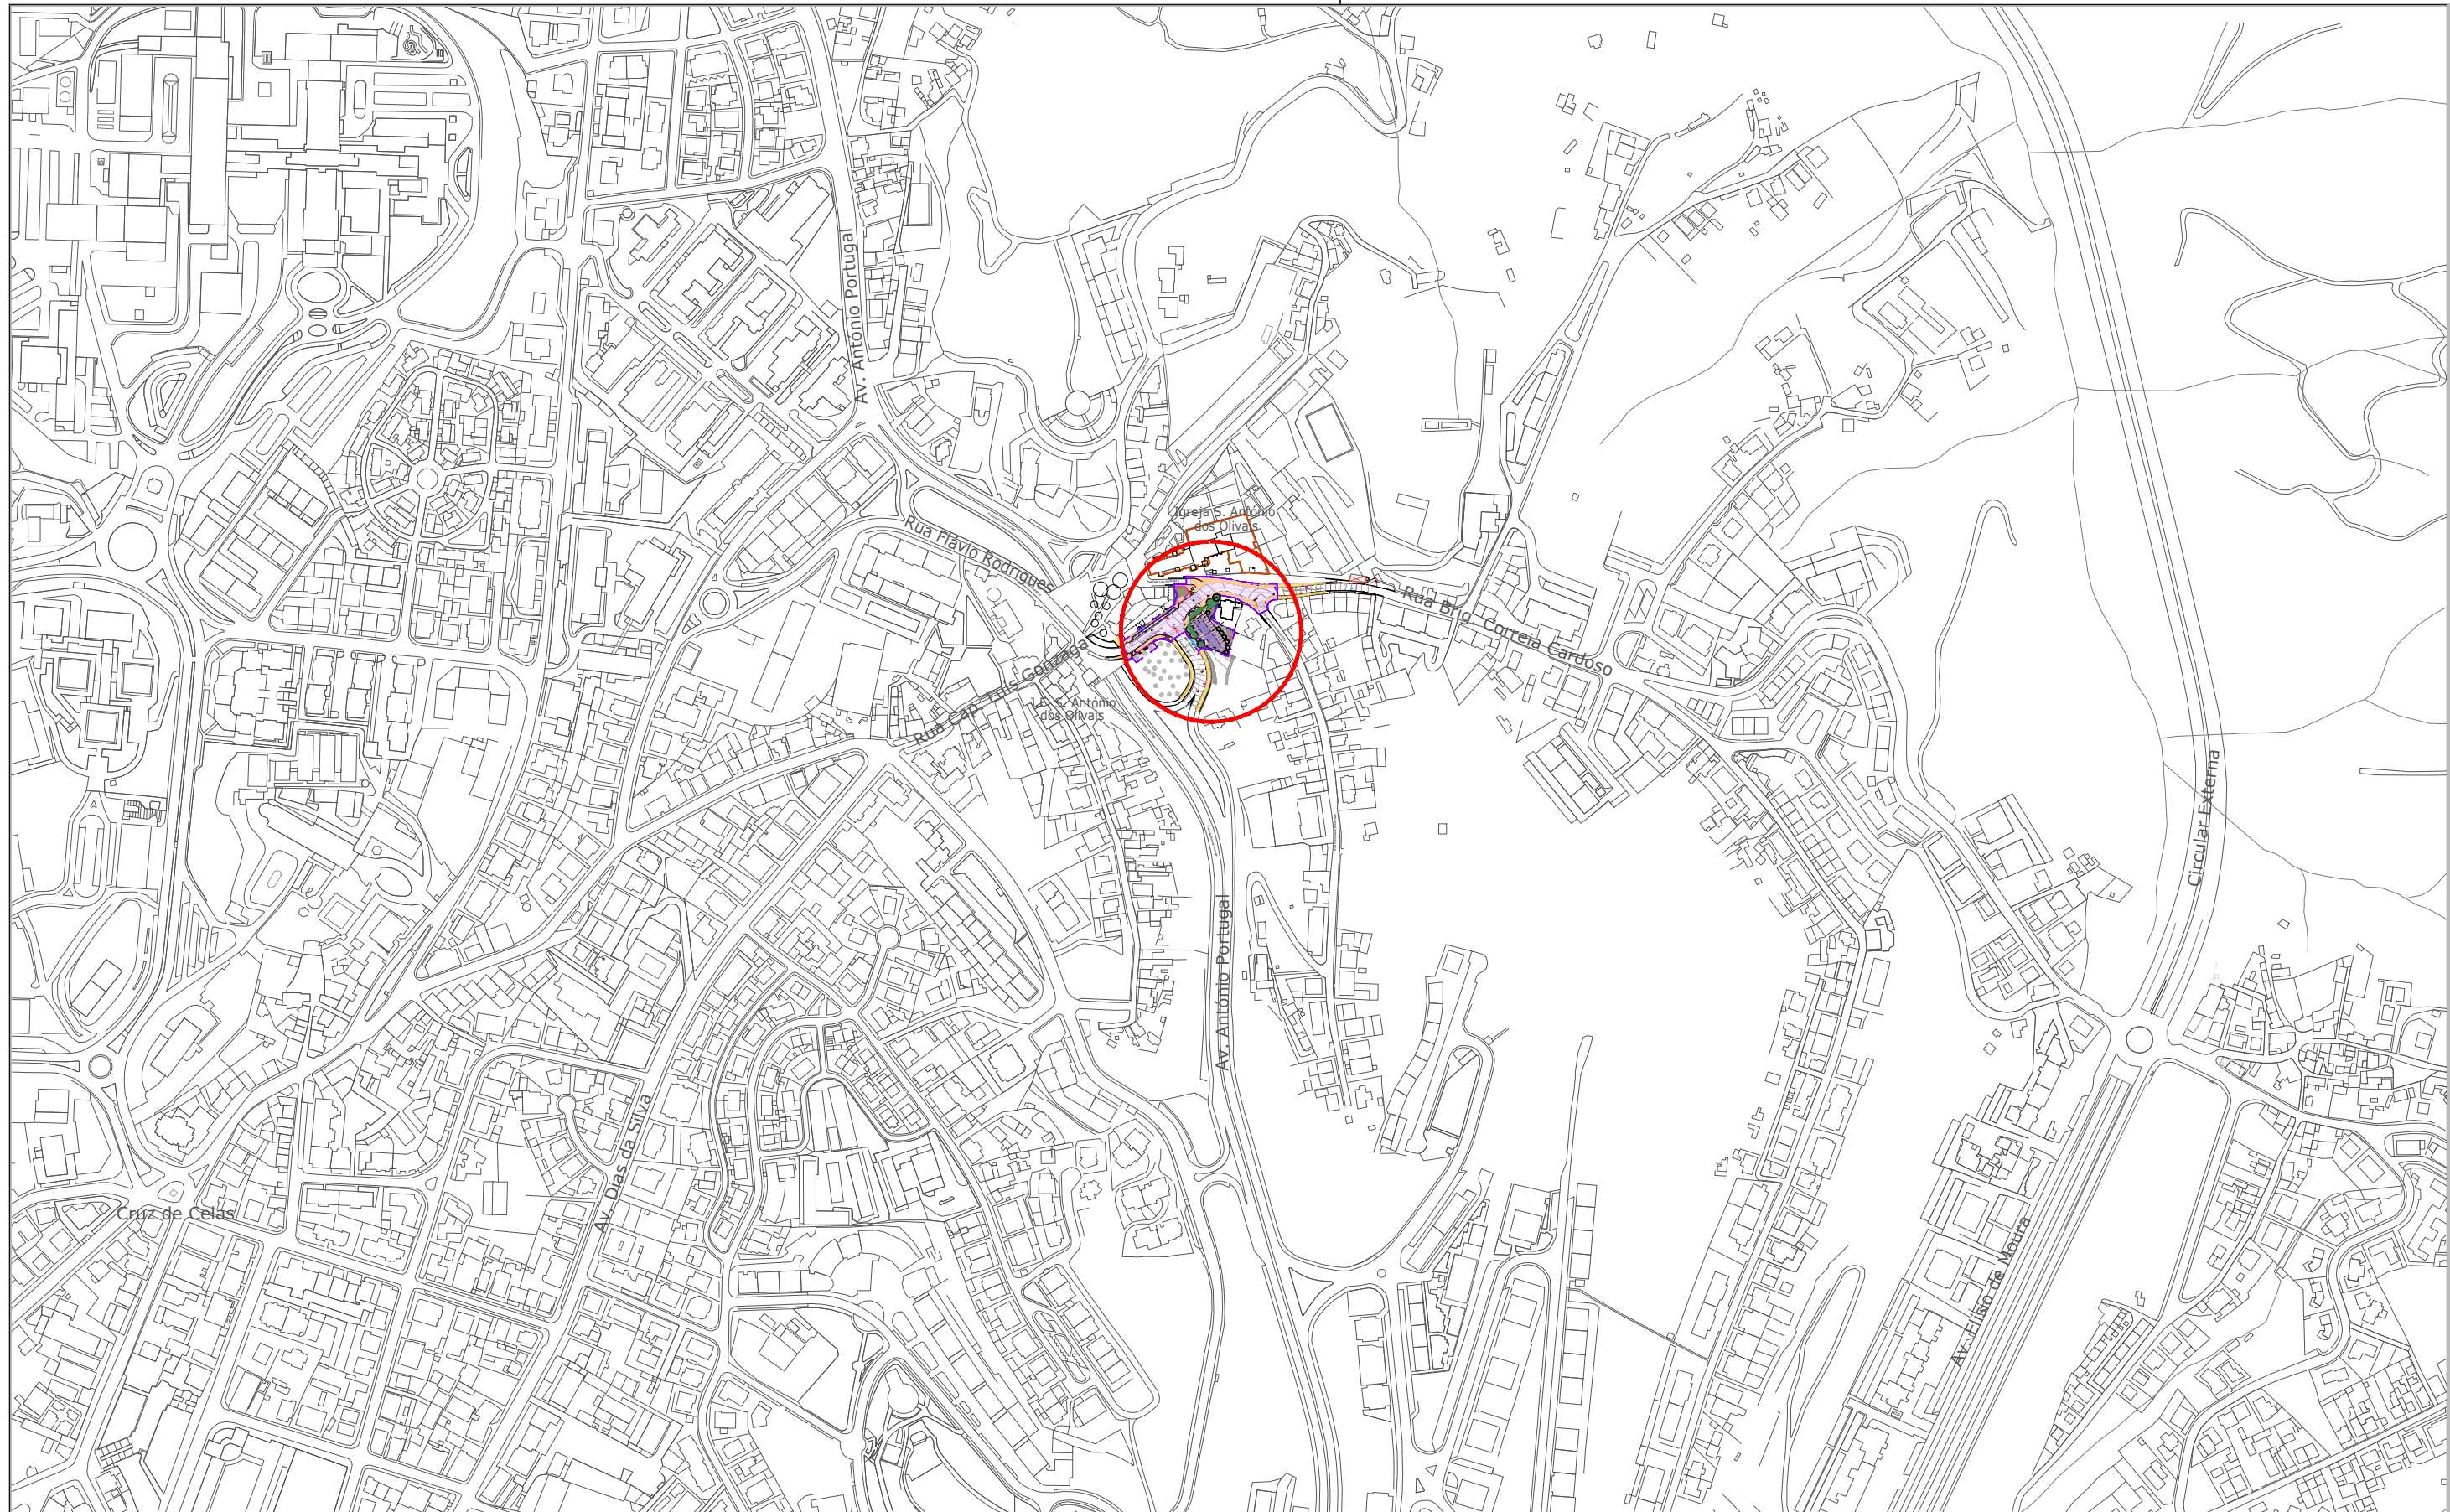 Av. António Portugal
Igreja S. António
dos Olivais
Rua Flávio Rodrigues
Rua Brig. Correia Cardoso
Rua Cap. Luis Gonzaga
J.F. S. António
dos Olivais
Circular Externa
Av. António Portugal
Av. Dias da Silva
Cruz de Celas
Av. Elísio de Moura